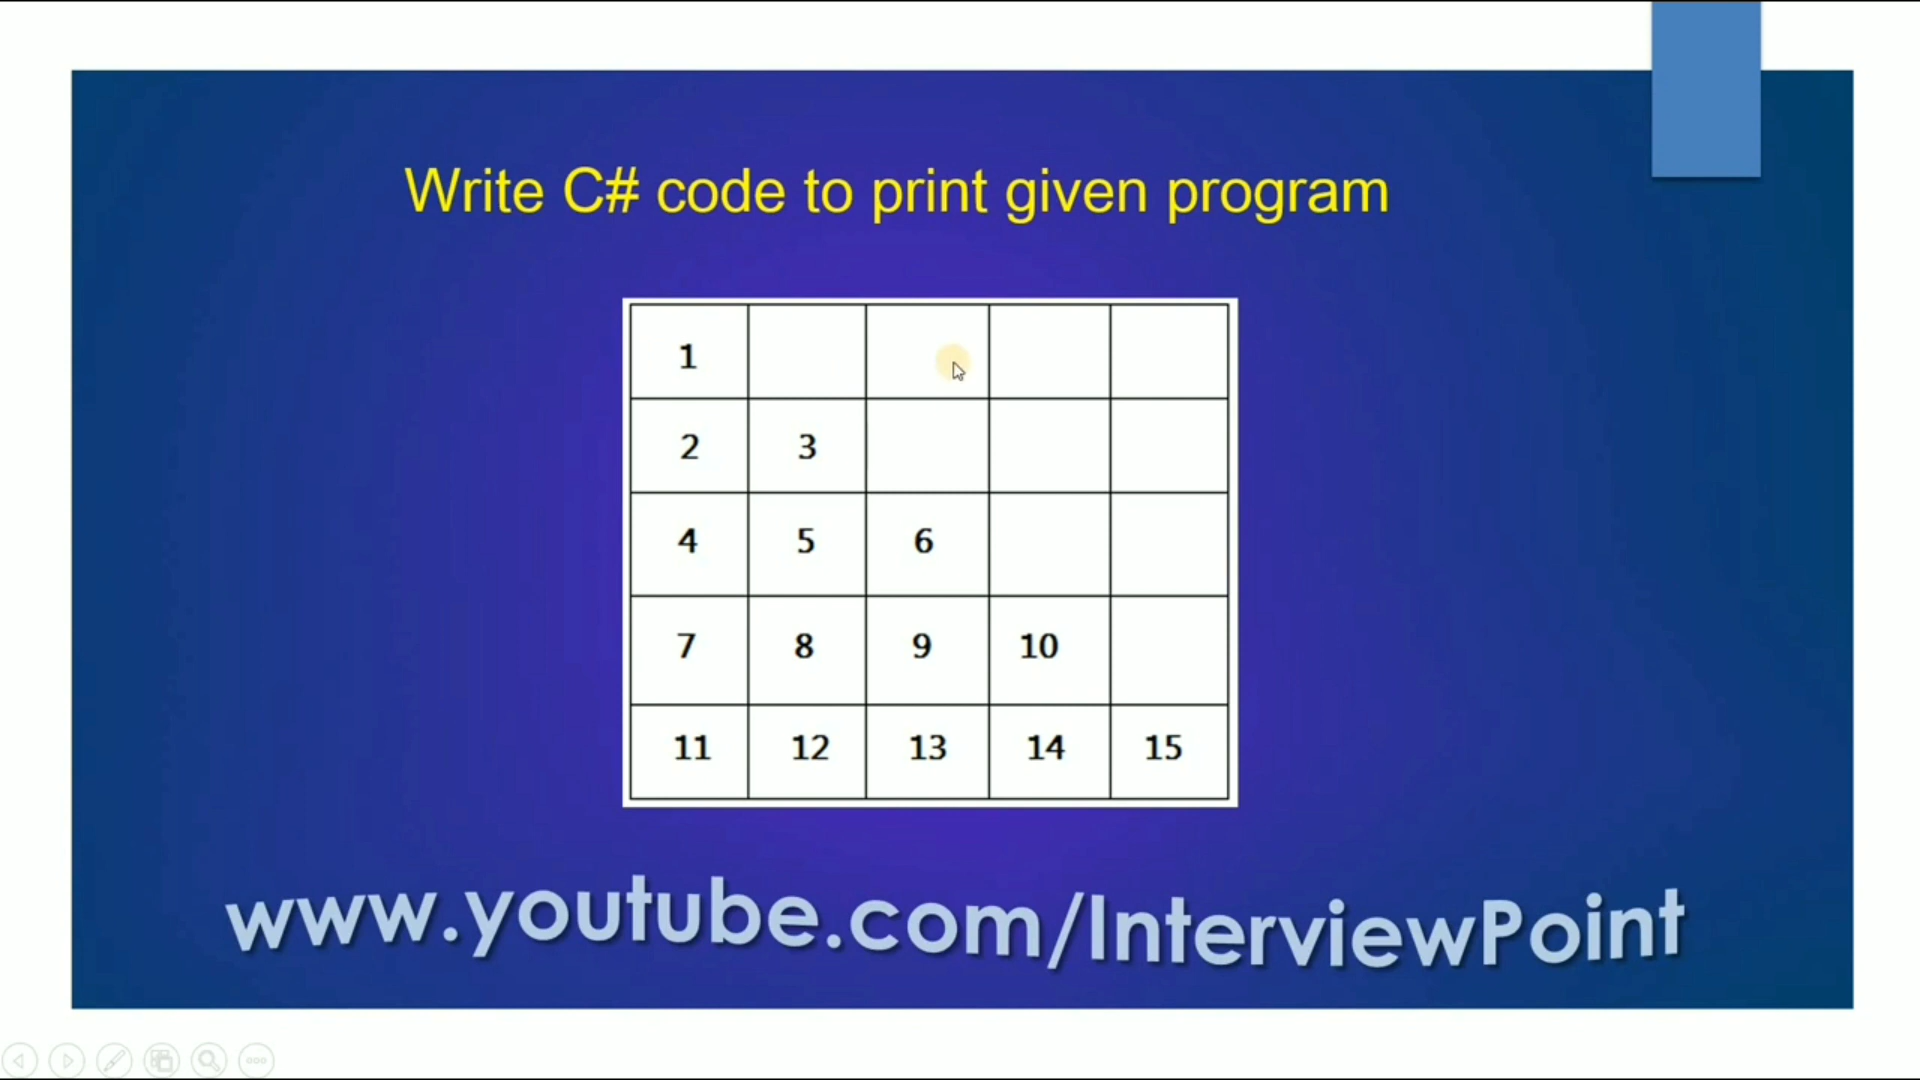 Write C# code to print given program
1
2 3
4 5 6
7 8 9 10
11 12 13 14 15
www.youtube.com/InterviewPoint